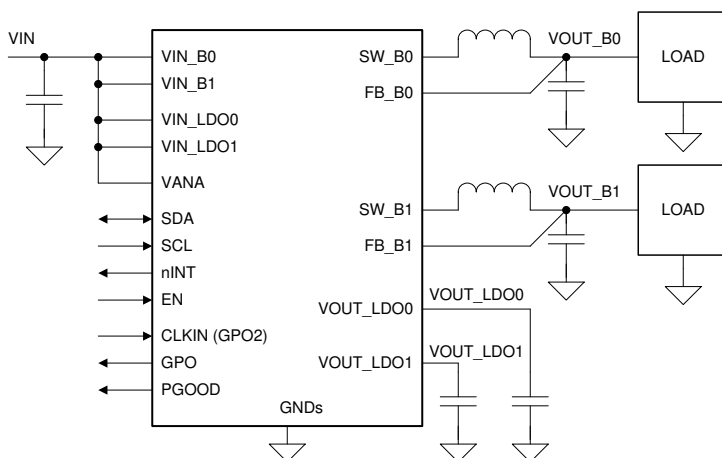 VIN
VIN_B0
VIN_B1
VIN_LDO0
VIN_LDO1
VANA
SDA
SCL
nINT
EN
CLKIN (GPO2)
GPO
PGOOD
GNDs
SW_B0
FB_B0
SW_B1
FB_B1
VOUT_LDO0
VOUT_LDO1
VOUT_B0
LOAD
VOUT_B1
LOAD
VOUT_LDO0
VOUT_LDO1